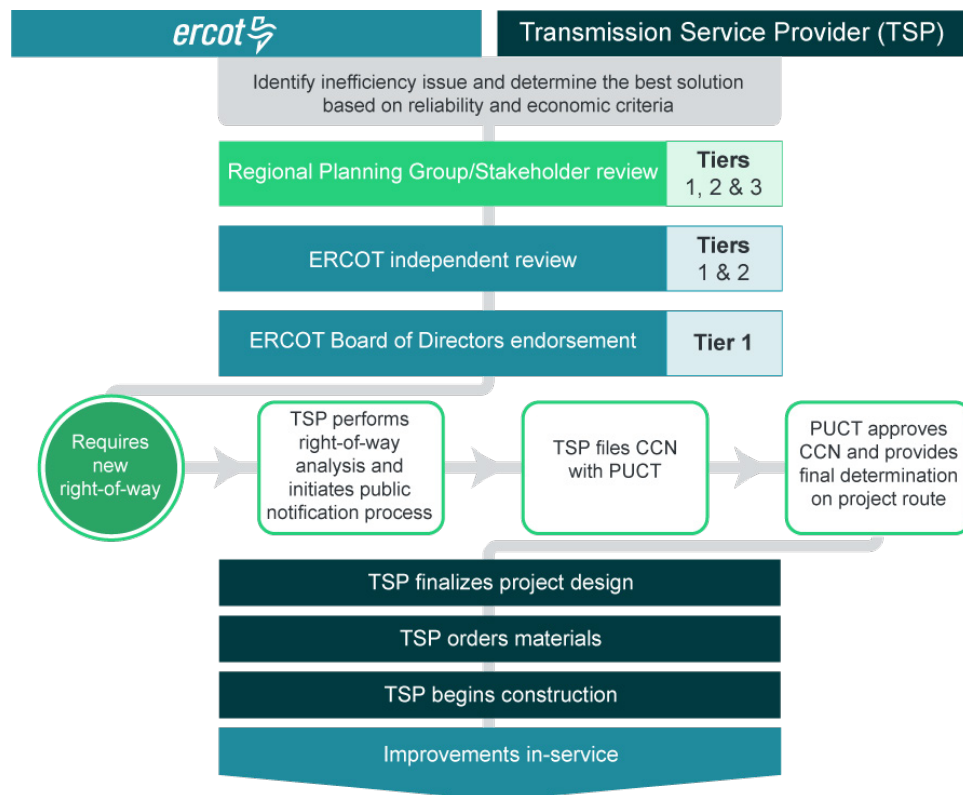 ercot
Transmission Service Provider (TSP)
Identify inefficiency issue and determine the best solution
based on reliability and economic criteria
Regional Planning Group/Stakeholder review
Tiers
1, 2 & 3
ERCOT independent review
Tiers
1 & 2
ERCOT Board of Directors endorsement
Tier 1
Requires
new
right-of-way
TSP performs
right-of-way
analysis and
initiates public
notification process
TSP files CCN
with PUCT
PUCT approves
CCN and provides
final determination
on project route
TSP finalizes project design
TSP orders materials
TSP begins construction
Improvements in-service